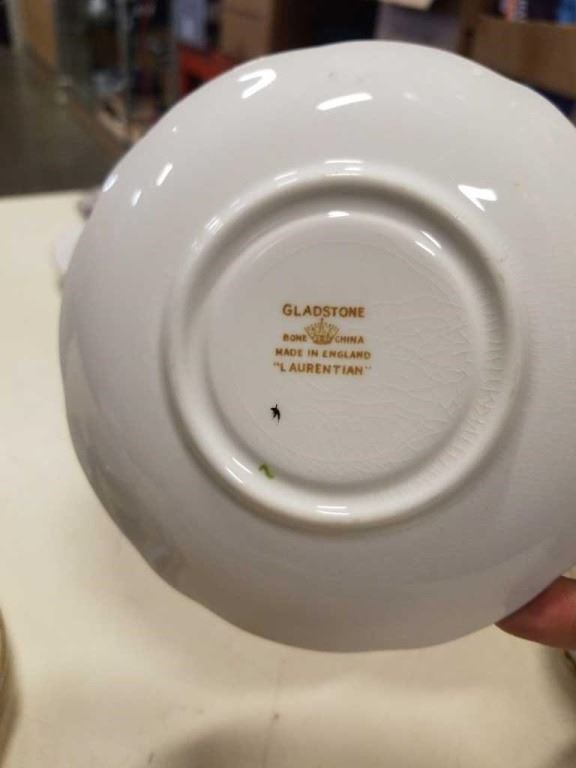 GLADSTONE
BONE CHINA
MADE IN ENGLAND
"LAURENTIAN"